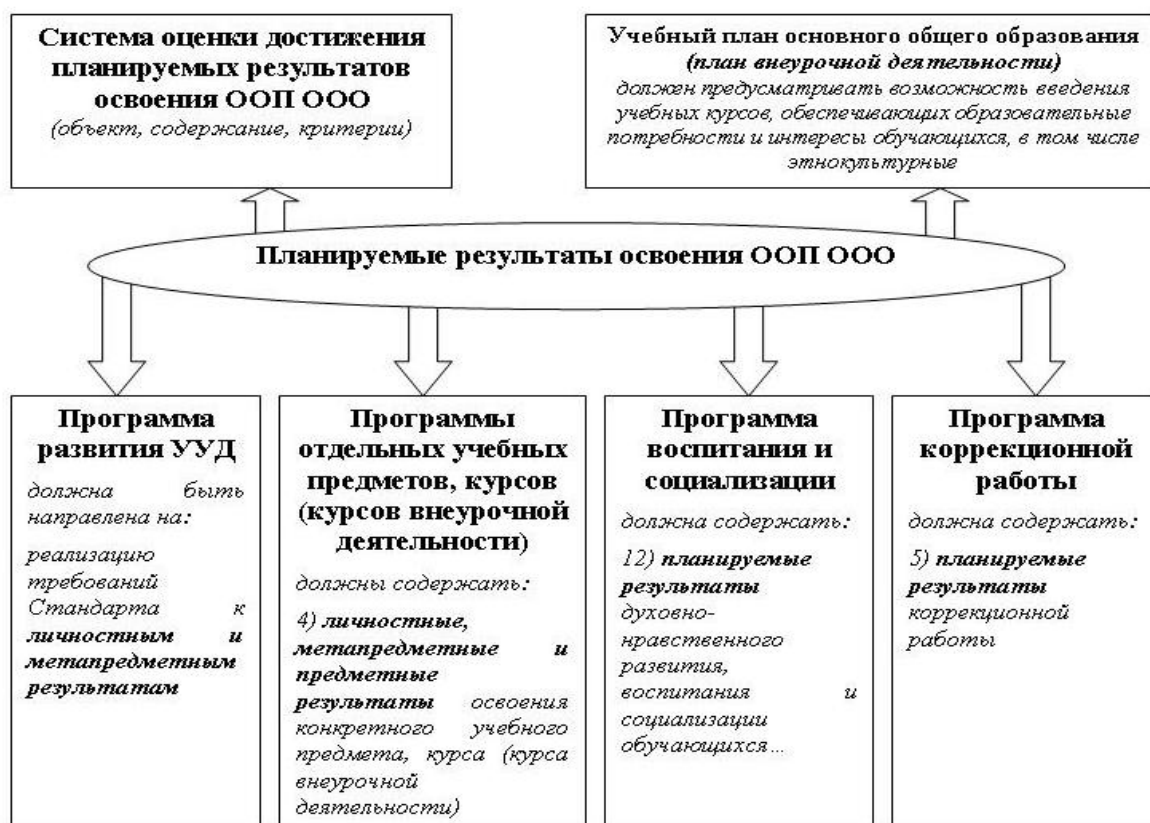 Система оценки достижения
планируемых результатов
освоения ООП ООО
(объект, содержание, критерии)
Учебный план основного общего образования
(план внеурочной деятельности)
должен предусматривать возможность введения
учебных курсов, обеспечивающих образовательные
потребности и интересы обучающихся, в том числе
этнокультурные
Планируемые результаты освоения ООП ООО
Программа
развития УУД
должна быть
направлена на:
реализацию
требований
Стандарта к
личностным и
метапредметным
результатам
Программы
отдельных учебных
предметов, курсов
(курсов внеурочной
деятельности)
должны содержать:
4) личностные,
метапредметные и
предметные
результаты освоения
конкретного учебного
предмета, курса (курса
внеурочной
деятельности)
Программа
воспитания и
социализации
должна содержать:
12) планируемые
результаты
духовно-
нравственного
развития,
воспитания и
социализации
обучающихся...
Программа
коррекционной
работы
должна содержать:
5) планируемые
результаты
коррекционной
работы